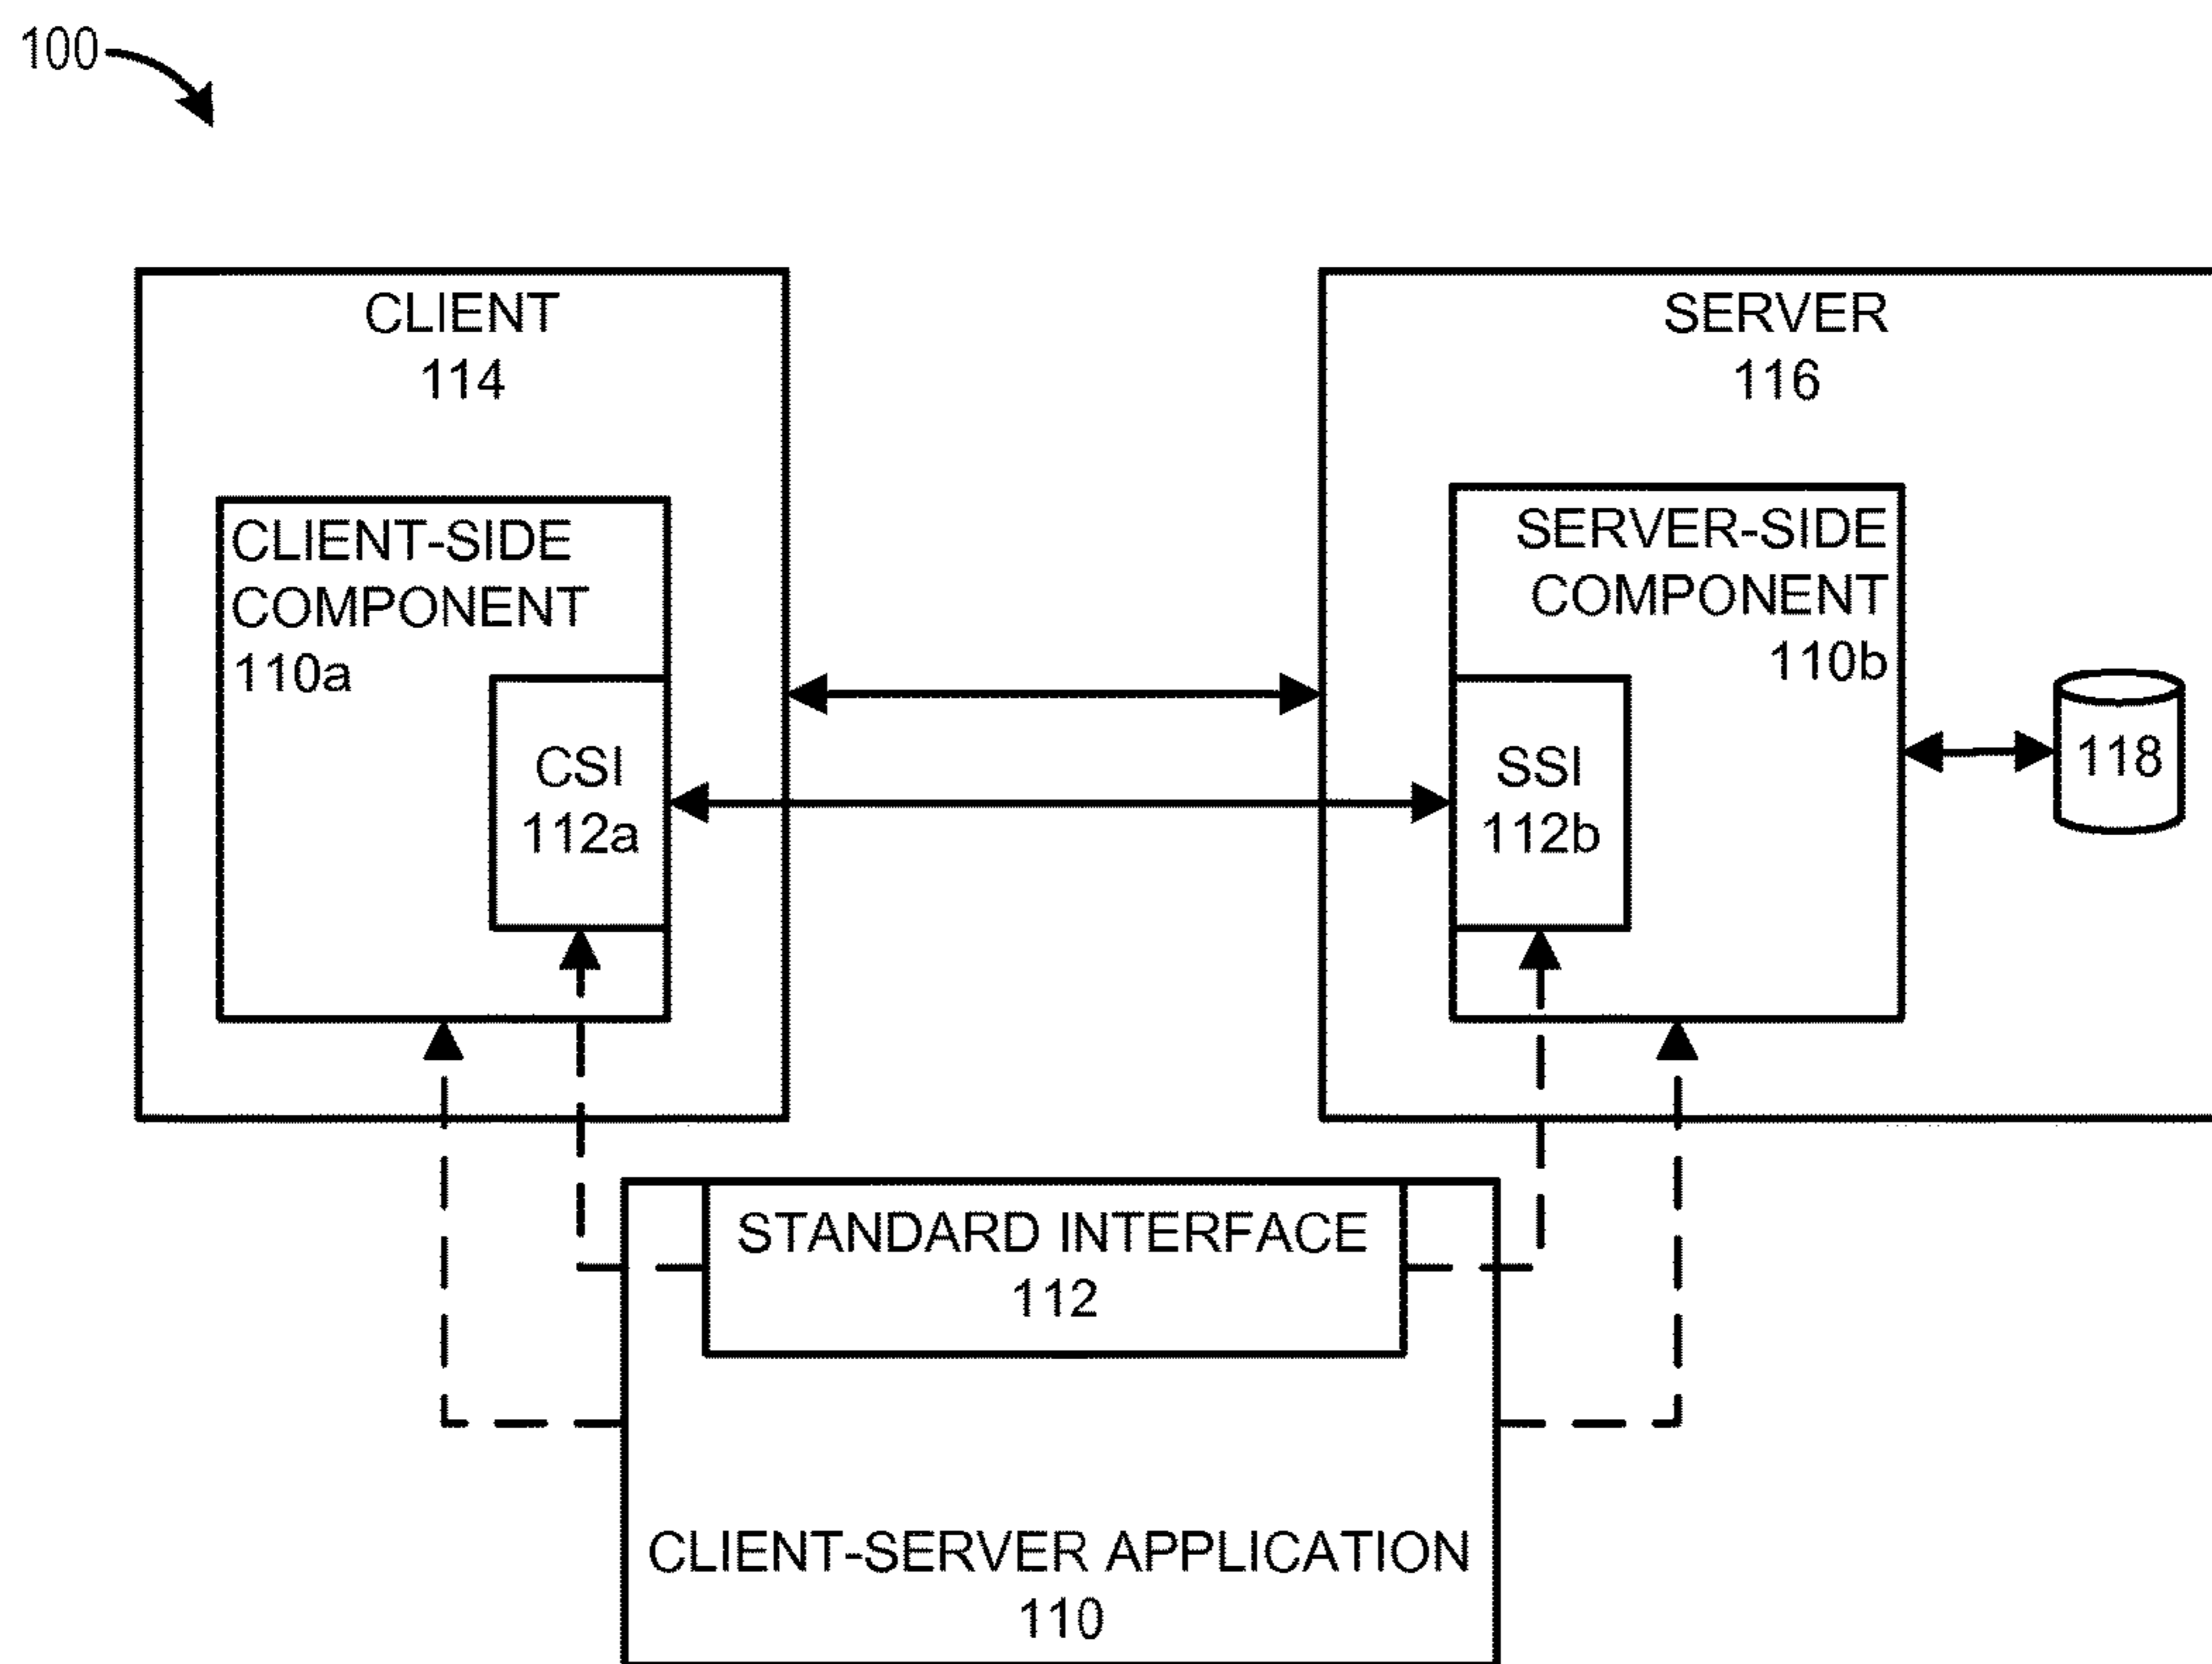 100
CLIENT
114
SERVER
116
CLIENT-SIDE
COMPONENT
110a
SERVER-SIDE
COMPONENT
110b
CSI
112a
SSI
112b
118
STANDARD INTERFACE
112
CLIENT-SERVER APPLICATION
110